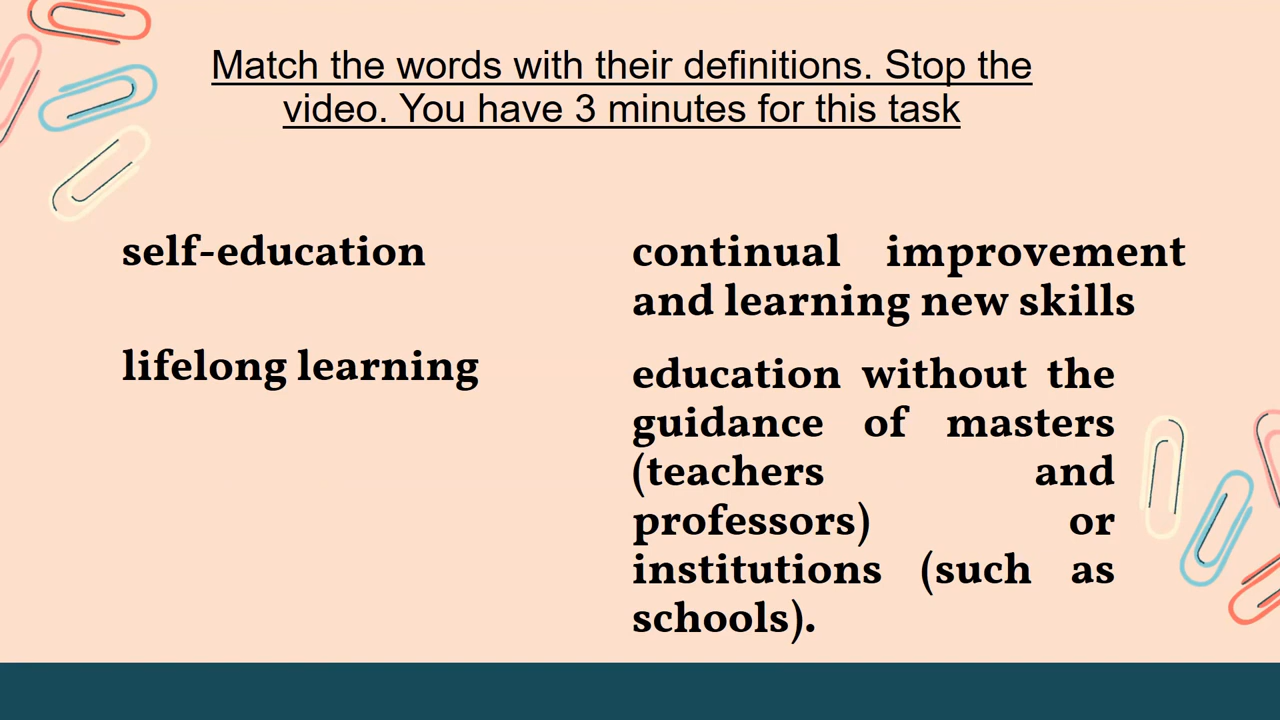 Match the words with their definitions. Stop the
video. You have 3 minutes for this task
self-education
lifelong learning
continual improvement
and learning new skills
education without the
guidance of masters
(teachers and
professors) or
institutions (such as
schools).